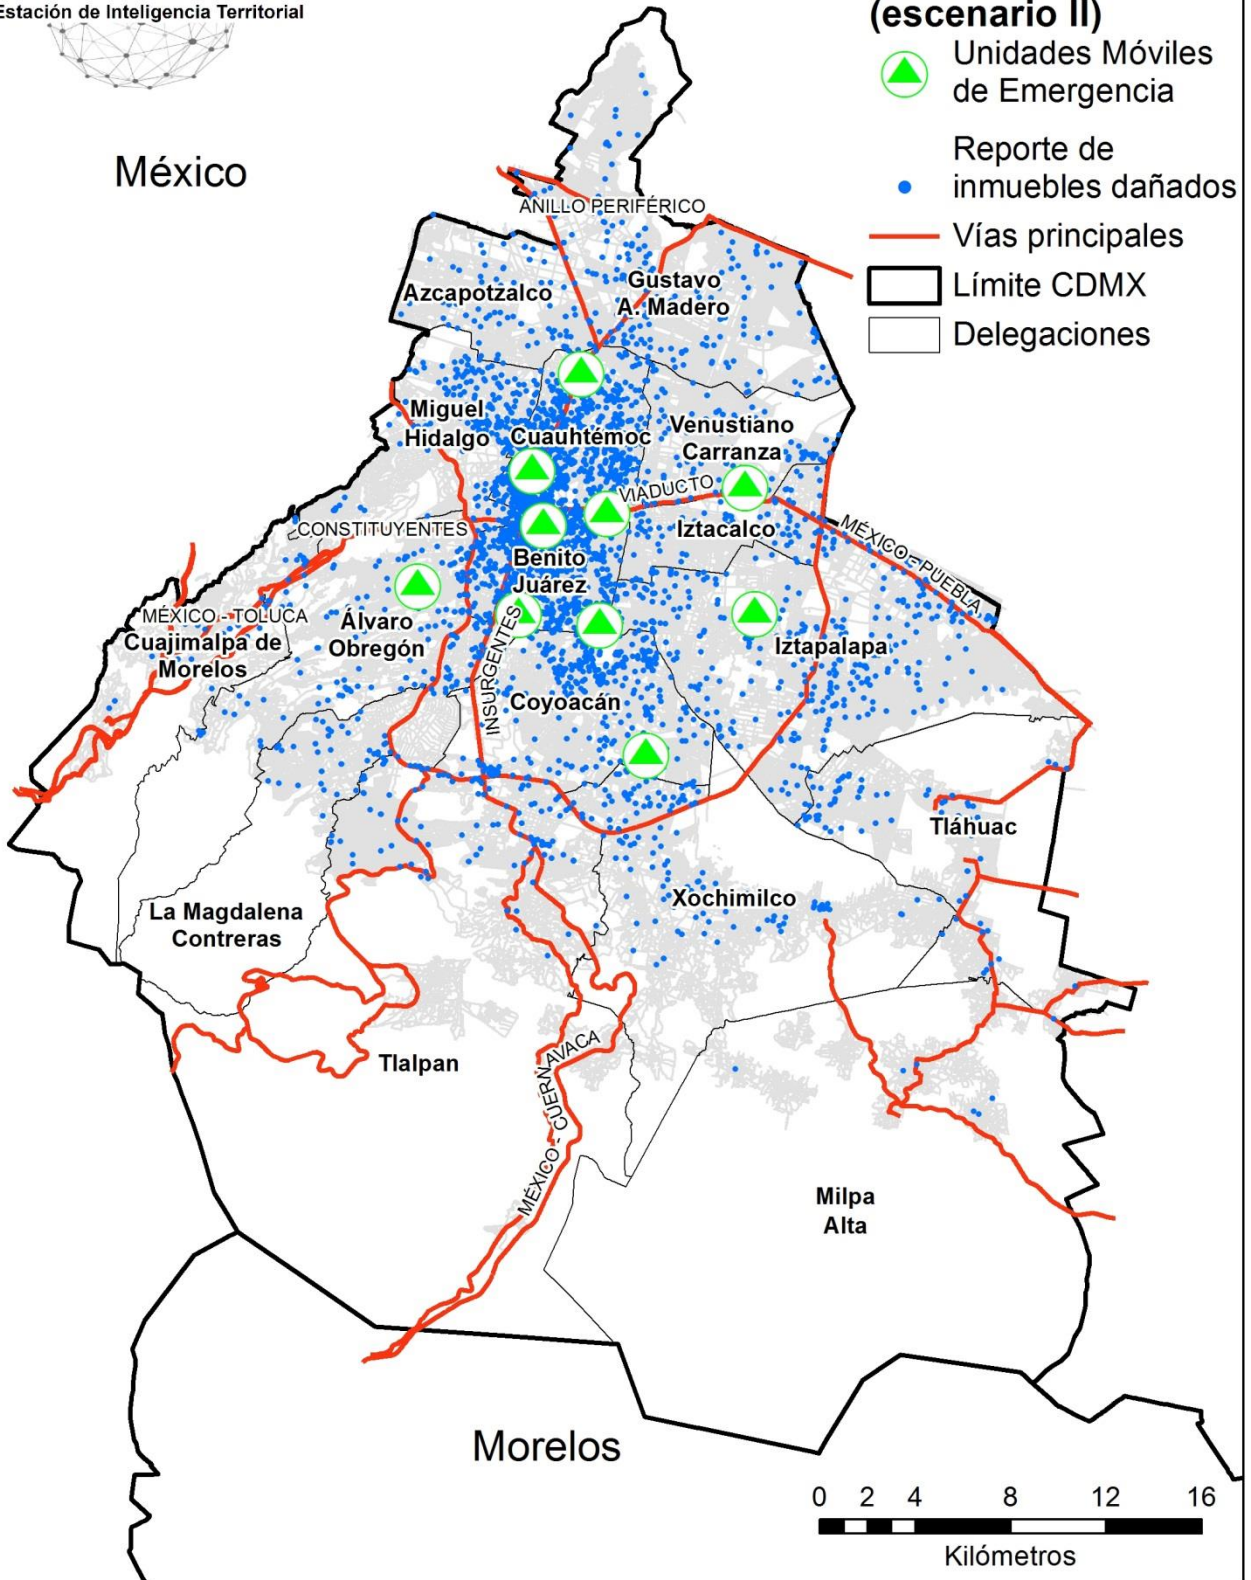 Estación de Inteligencia Territorial
(escenario II)
Unidades Móviles
de Emergencia
Reporte de
inmuebles dañados
Vías principales
Límite CDMX
Delegaciones
México
ANILLO PERIFÉRICO
Azcapotzalco
Gustavo
A. Madero
Miguel
Hidalgo
Cuauhtémoc
Venustiano
Carranza
VIADUCTO
CONSTITUYENTES
Iztacalco
MÉXICO - PUEBLA
Benito
Juárez
MÉXICO - TOLUCA
Cuajimalpa de
Morelos
Álvaro
Obregón
INSURGENTES
Iztapalapa
Coyoacán
Tláhuac
Xochimilco
La Magdalena
Contreras
Tlalpan
MÉXICO - CUERNAVACA
Milpa
Alta
Morelos
0 2 4 8 12 16
Kilómetros